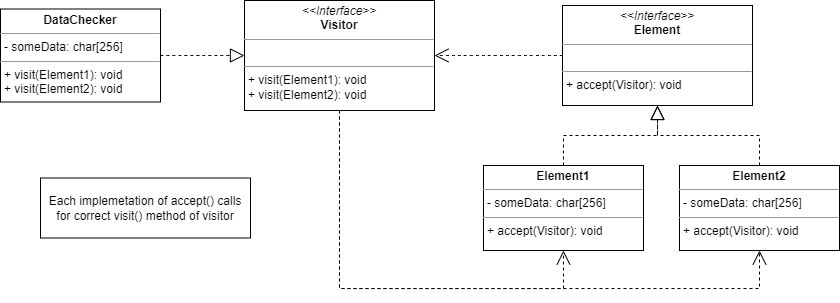 DataChecker
- someData: char[256]
+ visit(Element1): void
+ visit(Element2): void
<<Interface>>
Visitor
+ visit(Element1): void
+ visit(Element2): void
<<Interface>>
Element
+ accept(Visitor): void
Element1
- someData: char[256]
+ accept(Visitor): void
Element2
- someData: char[256]
+ accept(Visitor): void
Each implemetation of accept() calls
for correct visit() method of visitor